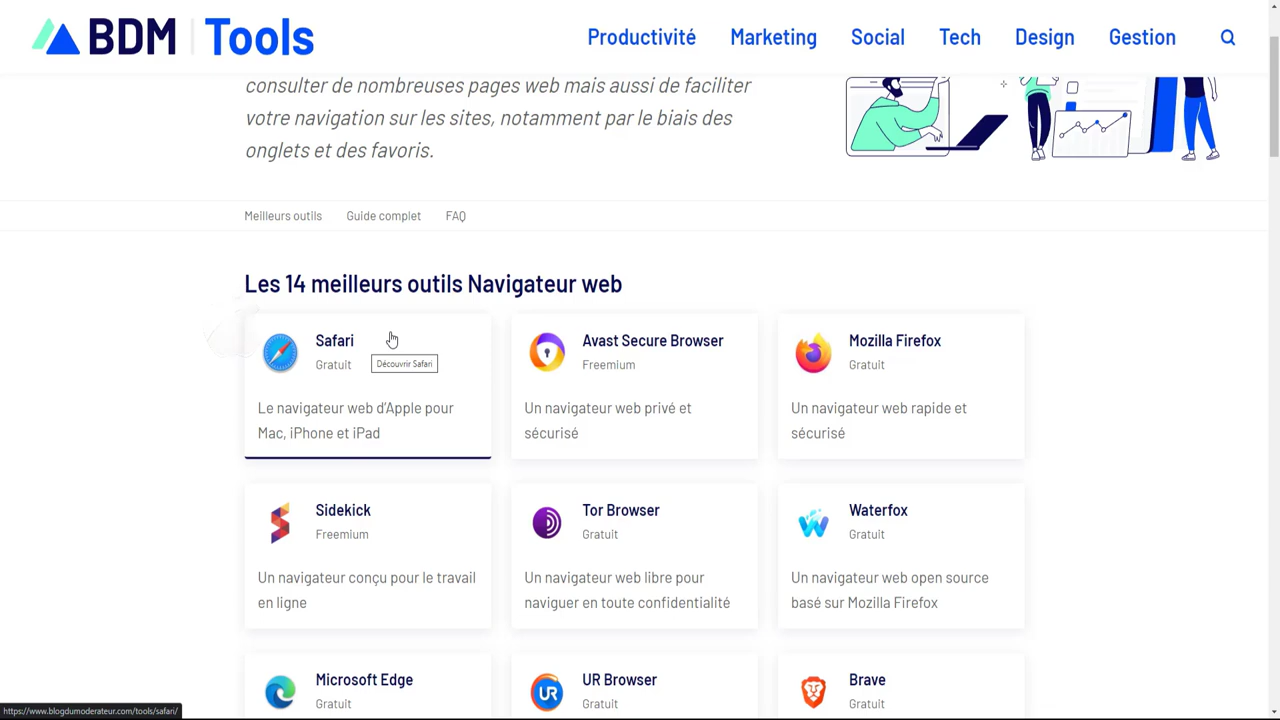 BDM Tools
Productivité Marketing Social Tech Design Gestion
consulter de nombreuses pages web mais aussi de faciliter
votre navigation sur les sites, notamment par le biais des
onglets et des favoris.
Meilleurs outils Guide complet FAQ
Les 14 meilleurs outils Navigateur web
Safari
Gratuit
Découvrir Safari
Le navigateur web d'Apple pour
Mac, iPhone et iPad
Avast Secure Browser
Freemium
Un navigateur web privé et
sécurisé
Mozilla Firefox
Gratuit
Un navigateur web rapide et
sécurisé
Sidekick
Freemium
Un navigateur conçu pour le travail
en ligne
Tor Browser
Gratuit
Un navigateur web libre pour
naviguer en toute confidentialité
Waterfox
Gratuit
Un navigateur web open source
basé sur Mozilla Firefox
Microsoft Edge
Gratuit
UR
UR Browser
Gratuit
Brave
Gratuit
https://www.blogdumoderateur.com/tools/safari/